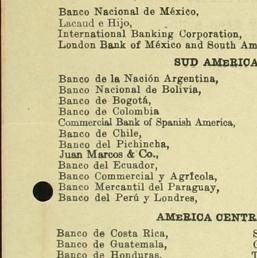 Banco Nacional de México,
Lacaud e Hijo,
International Banking Corporation,
London Bank of México and South Am
SUD AMERICA
Banco de la Nación Argentina,
Banco Nacional de Bolivia,
Banco de Bogotá,
Banco de Colombia
Commercial Bank of Spanish America,
Banco de Chile,
Banco del Pichincha,
Juan Marcos & Co.,
Banco del Ecuador,
Banco Commercial y Agrícola,
Banco Mercantil del Paraguay,
Banco del Perú y Londres,
AMERICA CENTR
Banco de Costa Rica,
Banco de Guatemala,
Banco de Honduras,